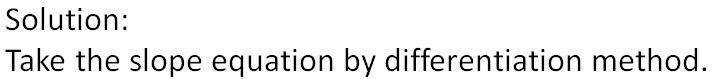 Solution:
Take the slope equation by differentiation method.